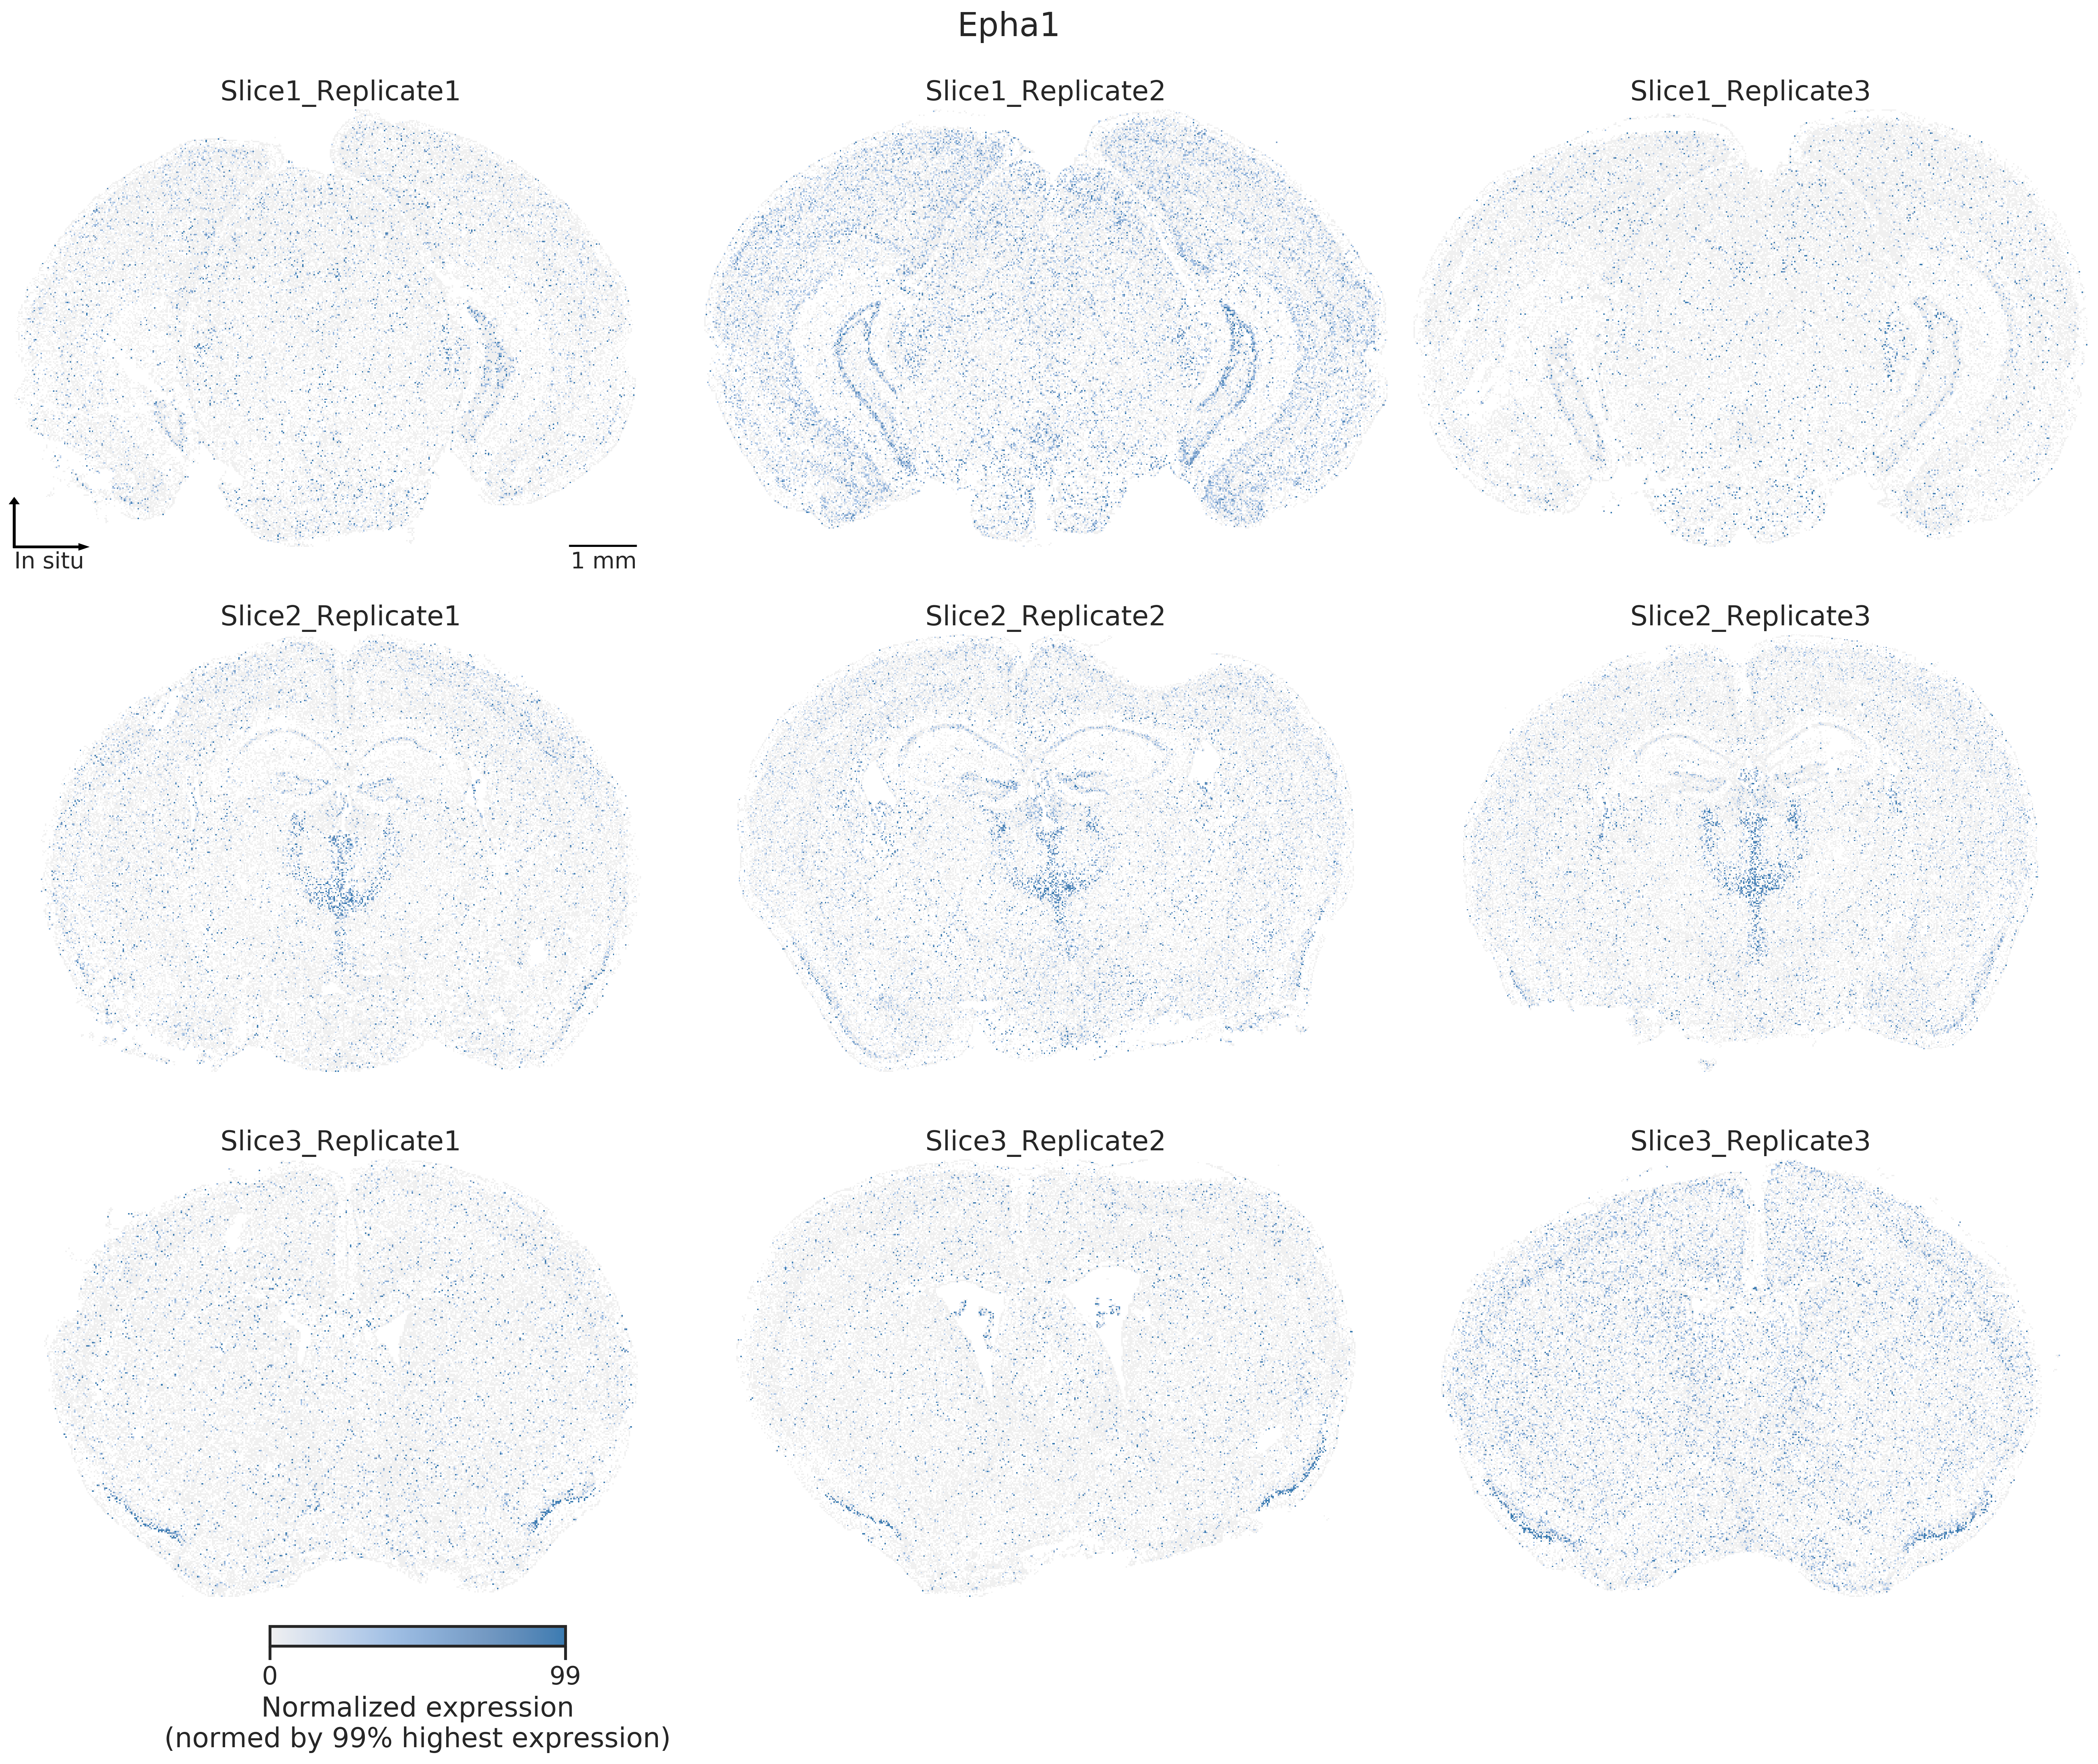 Epha1
Slice1_Replicate1
Slice1_Replicate2
Slice1_Replicate3
In situ
1 mm
Slice2_Replicate1
Slice2_Replicate2
Slice2_Replicate3
Slice3_Replicate1
Slice3_Replicate2
Slice3_Replicate3
0
99
Normalized expression
(normed by 99% highest expression)